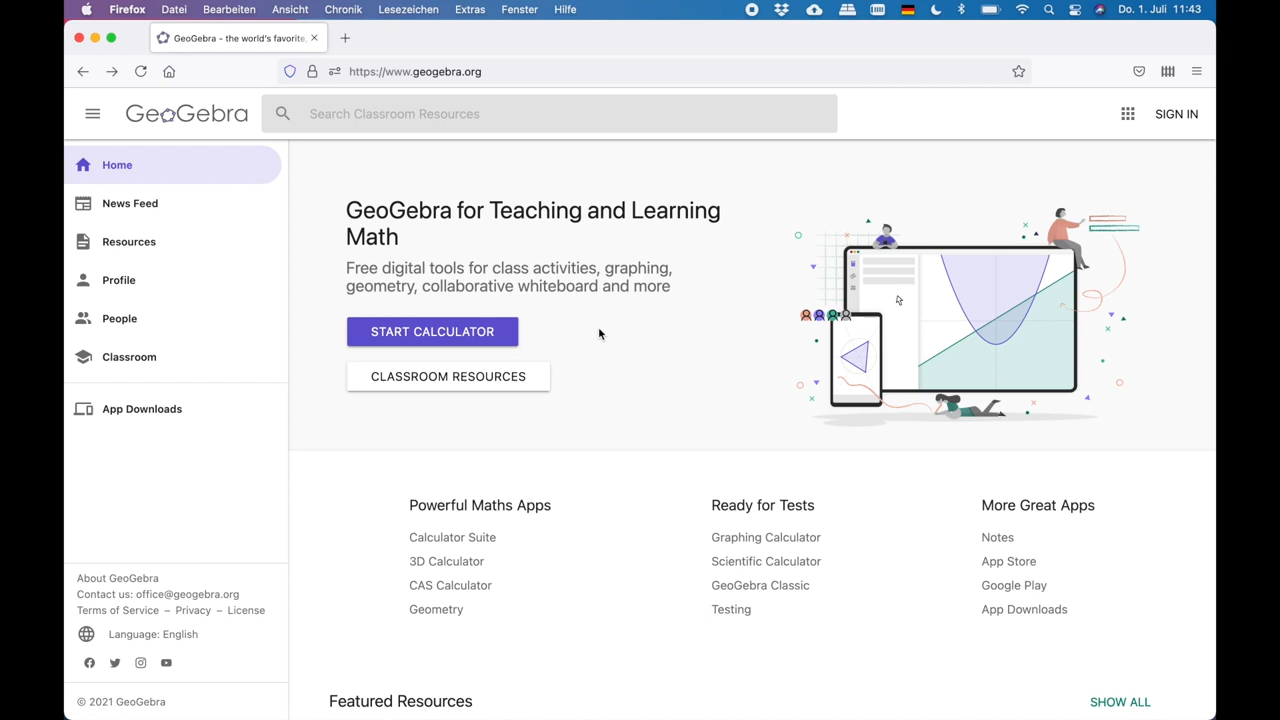 Firefox Datei Bearbeiten Ansicht Chronik Lesezeichen Extras Fenster Hilfe Do. 1. Juli 11:43
GeoGebra - the world's favorite,
https://www.geogebra.org
GeoGebra
Search Classroom Resources
SIGN IN
Home
News Feed
Resources
Profile
People
Classroom
App Downloads
About GeoGebra
Contact us: office@geogebra.org
Terms of Service – Privacy – License
Language: English
© 2021 GeoGebra
GeoGebra for Teaching and Learning
Math
Free digital tools for class activities, graphing,
geometry, collaborative whiteboard and more
START CALCULATOR
CLASSROOM RESOURCES
Powerful Maths Apps
Calculator Suite
3D Calculator
CAS Calculator
Geometry
Ready for Tests
Graphing Calculator
Scientific Calculator
GeoGebra Classic
Testing
More Great Apps
Notes
App Store
Google Play
App Downloads
Featured Resources
SHOW ALL